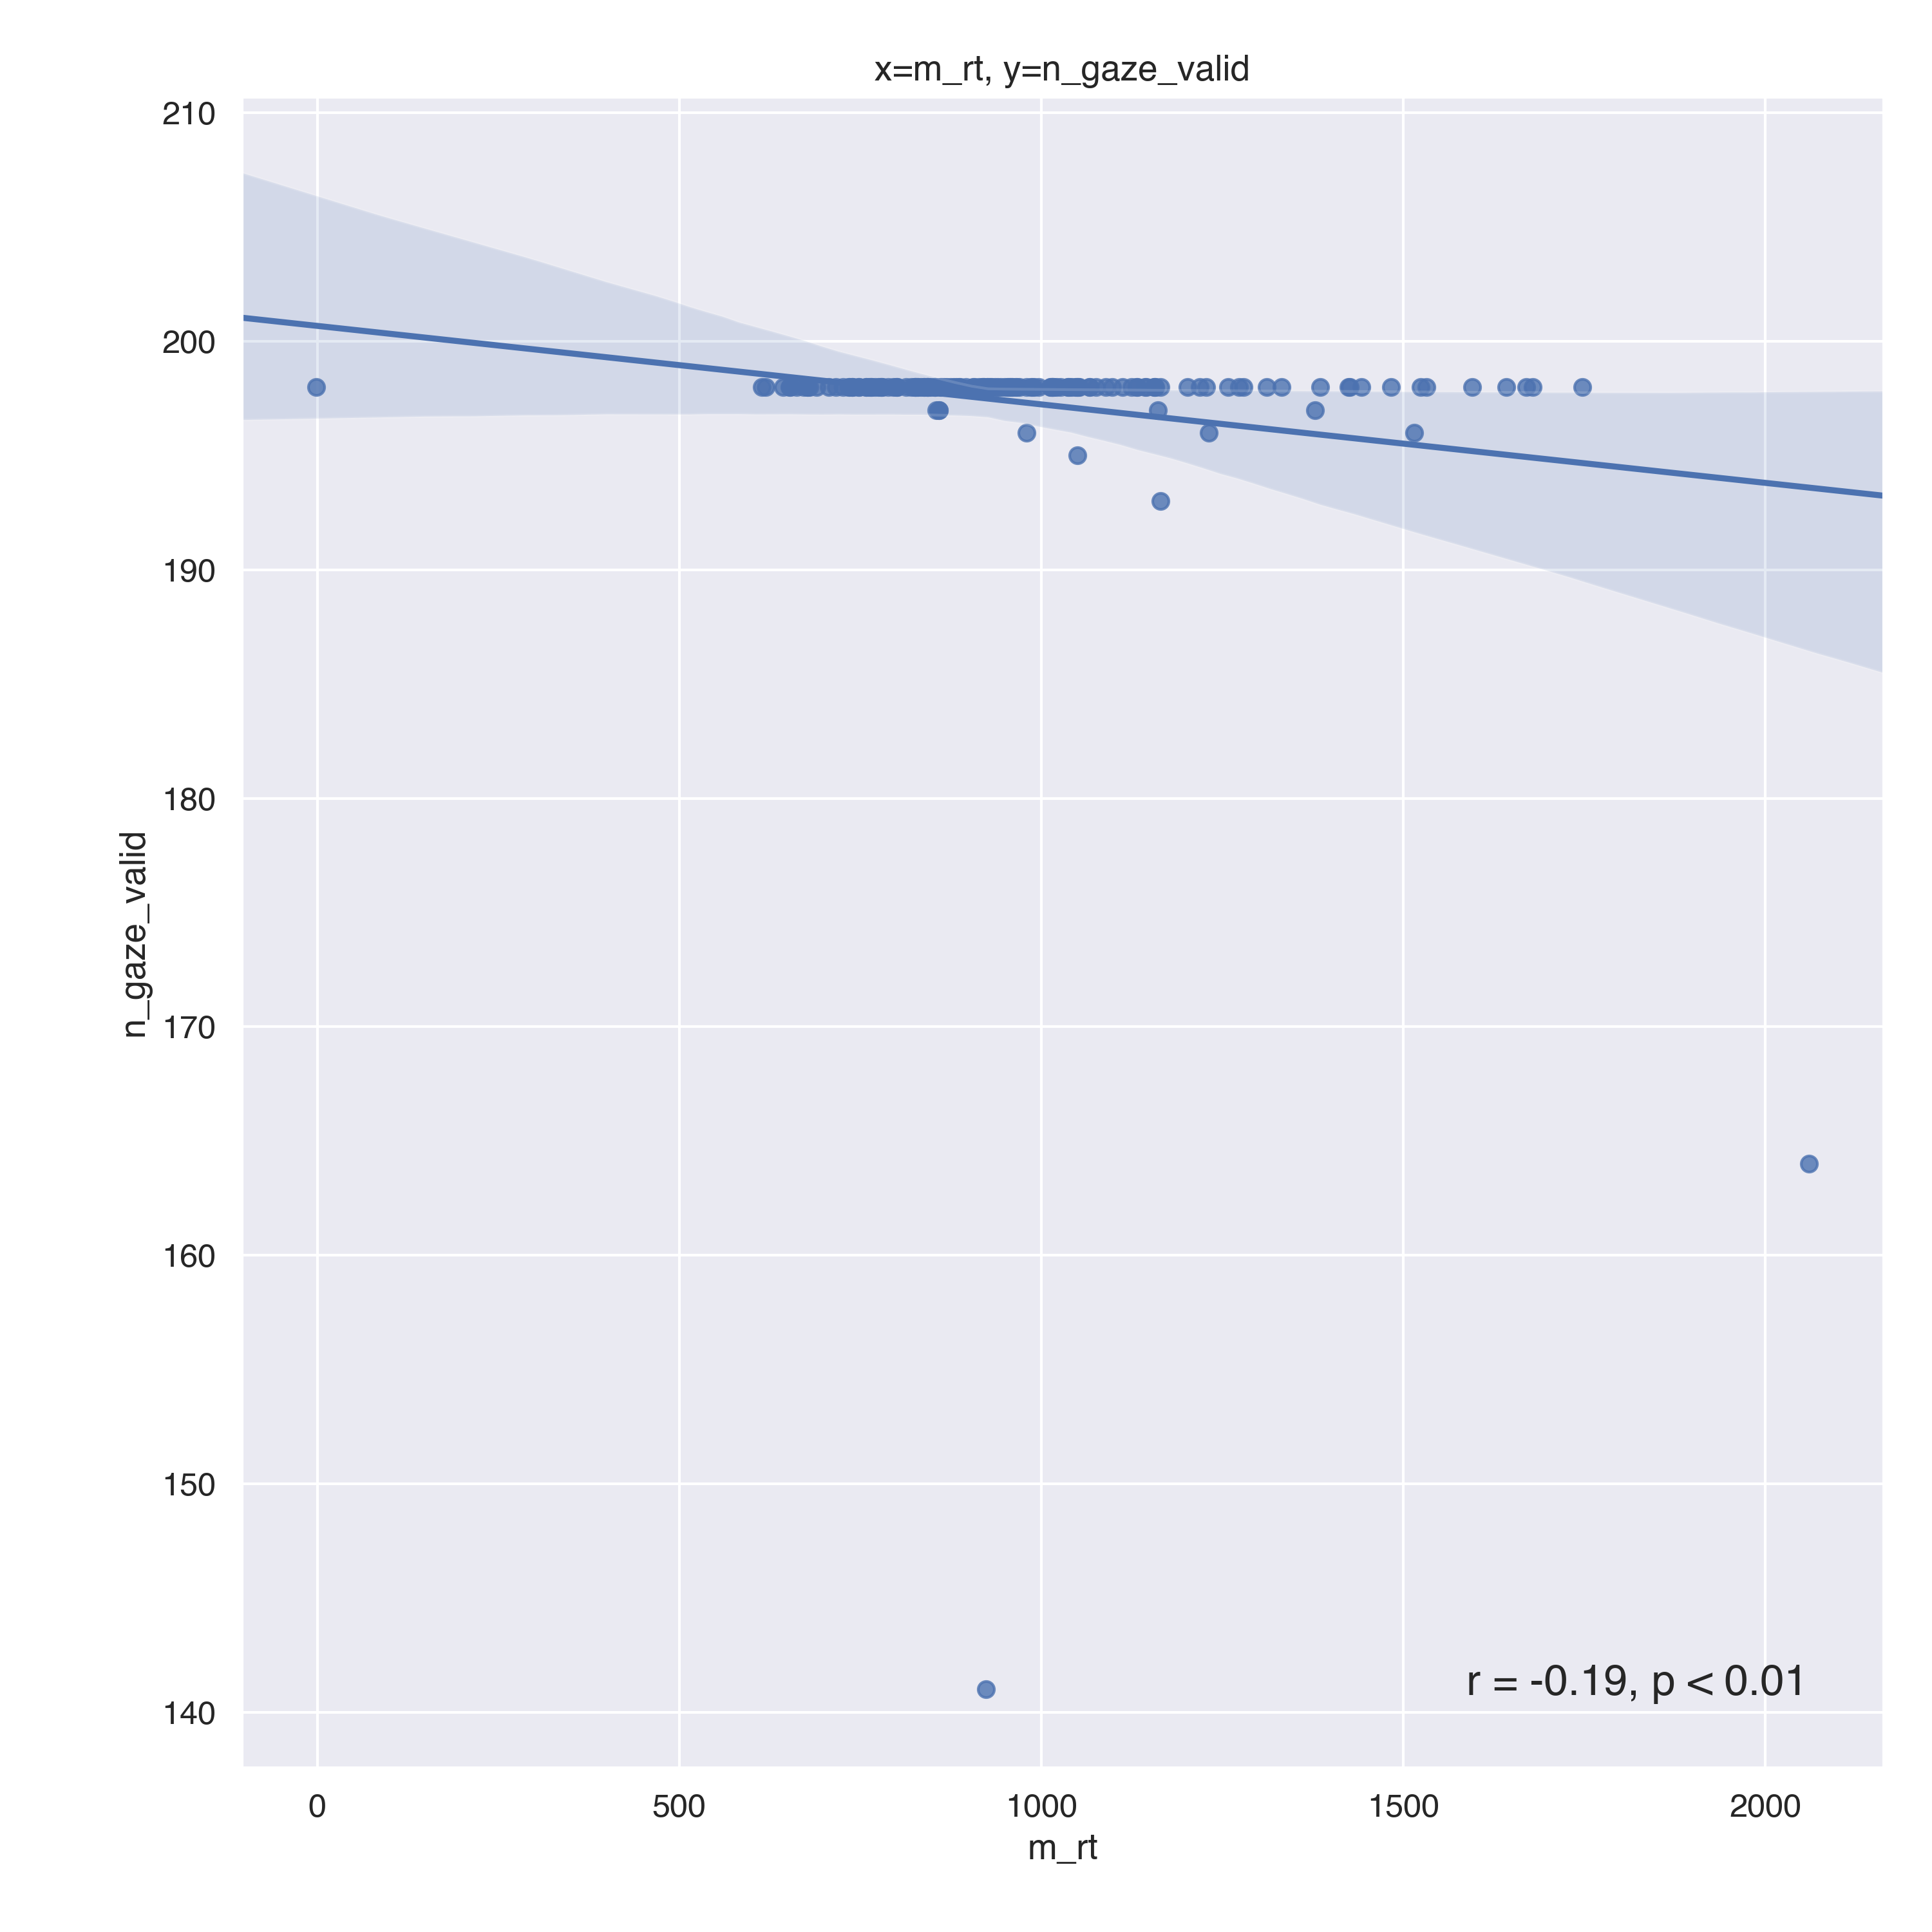 x=m_rt, y=n_gaze_valid
210
200
190
180
170
160
150
140
n_gaze_valid
r = -0.19, p < 0.01
0 500 1000 1500 2000
m_rt